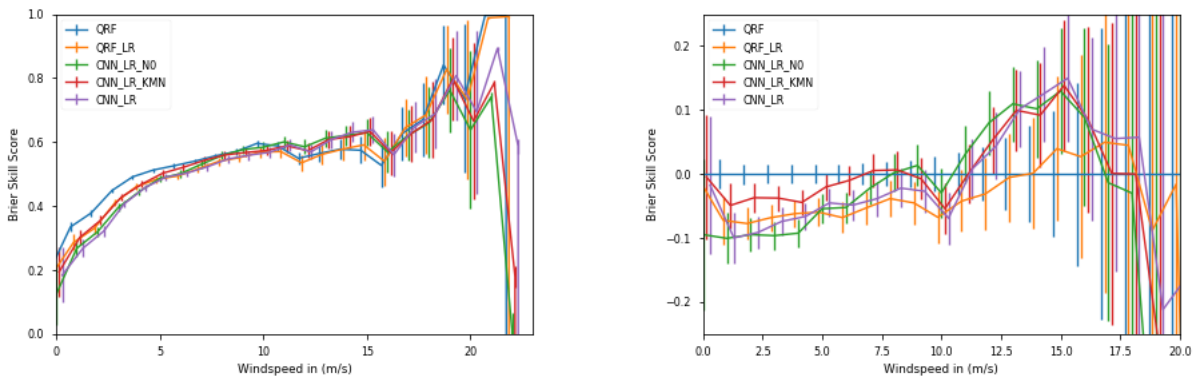 1.0
0.8
0.6
0.4
0.2
0.0
Brier Skill Score
QRF
QRF_LR
CNN_LR_N0
CNN_LR_KMN
CNN_LR
0
5
10
15
20
Windspeed in (m/s)
0.2
0.1
0.0
−0.1
−0.2
Brier Skill Score
QRF
QRF_LR
CNN_LR_N0
CNN_LR_KMN
CNN_LR
0.0
2.5
5.0
7.5
10.0
12.5
15.0
17.5
20.0
Windspeed in (m/s)